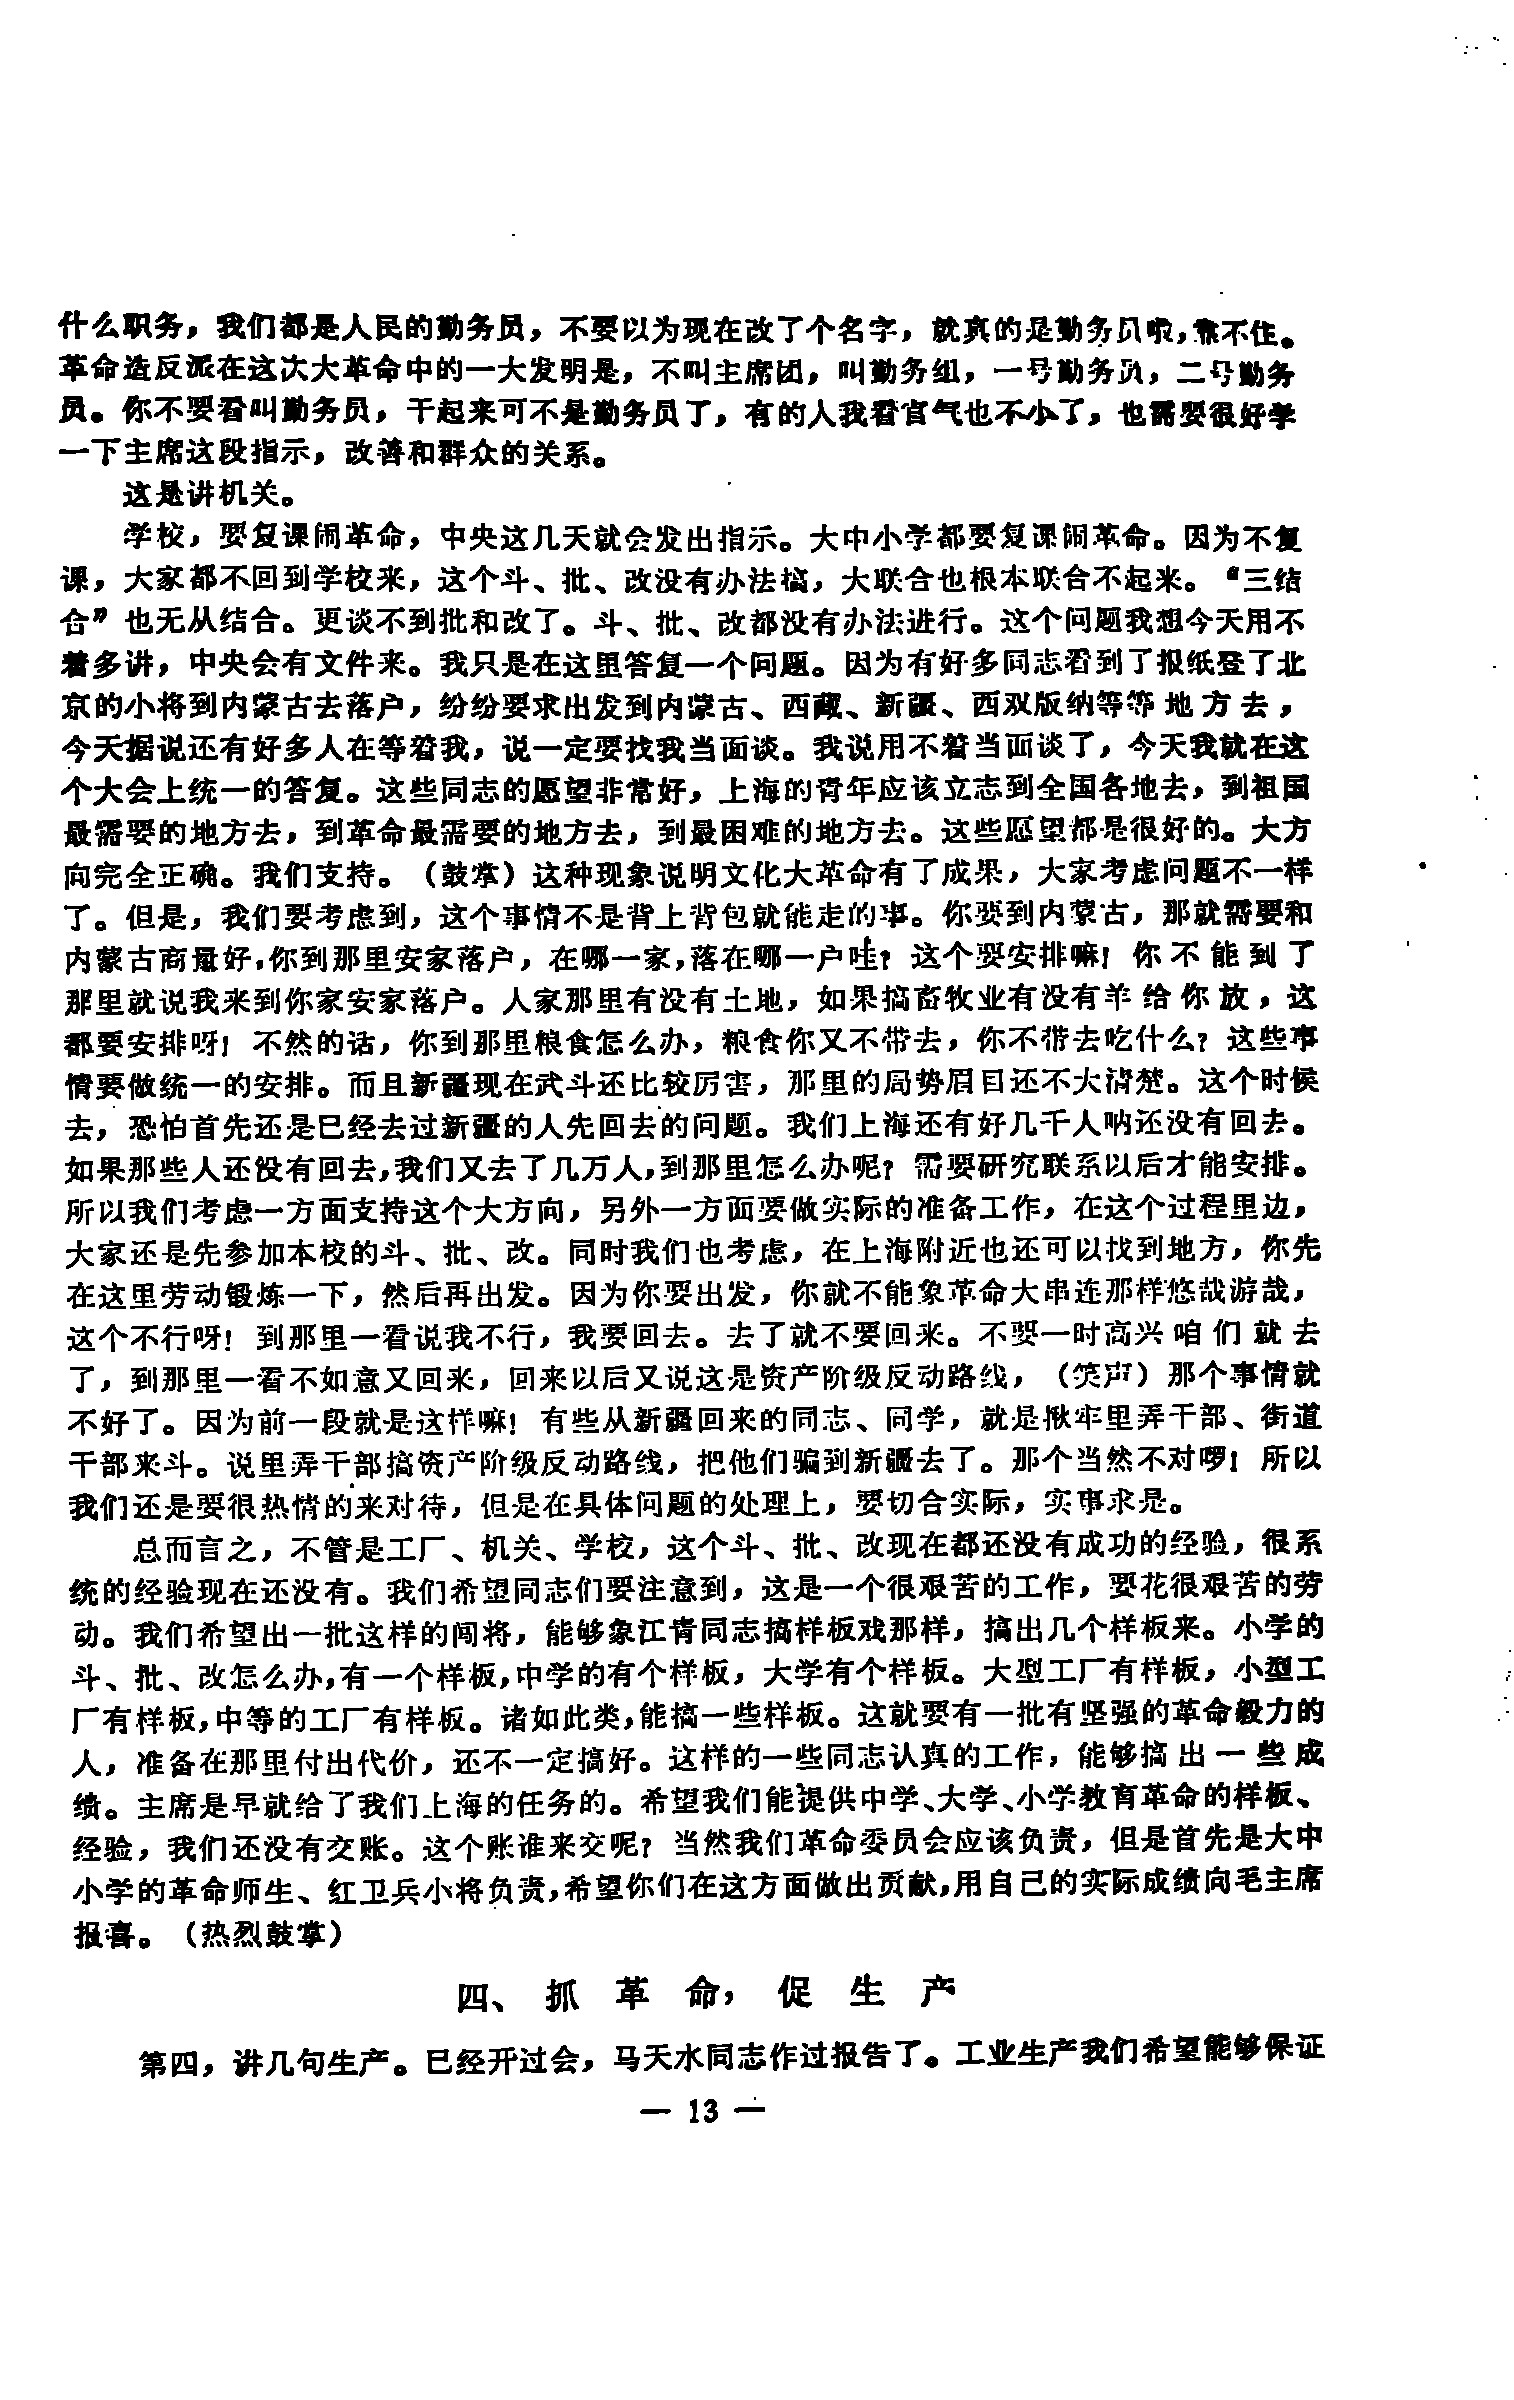 什么职务，我们都是人民的勤务员，不要以为现在改了个名字，就真的是勤务员啦，靠不住。
革命造反派在这次大革命中的一大发明是，不叫主席团，叫勤务组，一号勤务员，二号勤务
员。你不要看叫勤务员，干起来可不是勤务员了，有的人我看官气也不小了，也需要很好学
一下主席这段指示，改善和群众的关系。
这是讲机关。
学校，要复课闹革命，中央这几天就会发出指示。大中小学都要复课闹革命。因为不复
课，大家都不回到学校来，这个斗、批、改没有办法搞，大联合也根本联合不起来。“三结
合”也无从结合。更谈不到批和改了。斗、批、改都没有办法进行。这个问题我想今天用不
着多讲，中央会有文件来。我只是在这里答复一个问题。因为有好多同志看到了报纸登了北
京的小将到内蒙古去落户，纷纷要求出发到内蒙古、西藏、新疆、西双版纳等等地方去，
今天据说还有好多人在等着我，说一定要找我当面谈。我说用不着当面谈了，今天我就在这
个大会上统一的答复。这些同志的愿望非常好，上海的青年应该立志到全国各地去，到祖国
最需要的地方去，到革命最需要的地方去，到最困难的地方去。这些愿望都是很好的。大方
向完全正确。我们支持。（鼓掌）这种现象说明文化大革命有了成果，大家考虑问题不一样
了。但是，我们要考虑到，这个事情不是背上背包就能走的事。你要到内蒙古，那就需要和
内蒙古商量好，你到那里安家落户，在哪一家，落在哪一户哇？这个要安排嘛！你不能到了
那里就说我来到你家安家落户。人家那里有没有土地，如果搞畜牧业有没有羊给你放，这
都要安排呀！不然的话，你到那里粮食怎么办，粮食你又不带去，你不带去吃什么？这些事
情要做统一的安排。而且新疆现在武斗还比较厉害，那里的局势眉目还不大清楚。这个时候
去，恐怕首先还是已经去过新疆的人先回去的问题。我们上海还有好几千人呐还没有回去。
如果那些人还没有回去，我们又去了几万人，到那里怎么办呢？需要研究联系以后才能安排。
所以我们考虑一方面支持这个大方向，另外一方面要做实际的准备工作，在这个过程里边，
大家还是先参加本校的斗、批、改。同时我们也考虑，在上海附近也还可以找到地方，你先
在这里劳动锻炼一下，然后再出发。因为你要出发，你就不能象革命大串连那样悠哉游哉，
这个不行呀！到那里一看说我不行，我要回去。去了就不要回来。不要一时高兴咱们就去
了，到那里一看不如意又回来，回来以后又说这是资产阶级反动路线，（笑声）那个事情就
不好了。因为前一段就是这样嘛！有些从新疆回来的同志、同学，就是揪牢里弄干部、街道
干部来斗。说里弄干部搞资产阶级反动路线，把他们骗到新疆去了。那个当然不对啰！所以
我们还是要很热情的来对待，但是在具体问题的处理上，要切合实际，实事求是。
总而言之，不管是工厂、机关、学校，这个斗、批、改现在都还没有成功的经验，很系
统的经验现在还没有。我们希望同志们要注意到，这是一个很艰苦的工作，要花很艰苦的劳
动。我们希望出一批这样的闯将，能够象江青同志搞样板戏那样，搞出几个样板来。小学的
斗、批、改怎么办，有一个样板，中学的有个样板，大学有个样板。大型工厂有样板，小型工
厂有样板，中等的工厂有样板。诸如此类，能搞一些样板。这就要有一批有坚强的革命毅力的
人，准备在那里付出代价，还不一定搞好。这样的一些同志认真的工作，能够搞出一些成
绩。主席是早就给了我们上海的任务的。希望我们能提供中学、大学、小学教育革命的样板、
经验，我们还没有交账。这个账谁来交呢？当然我们革命委员会应该负责，但是首先是大中
小学的革命师生、红卫兵小将负责，希望你们在这方面做出贡献，用自己的实际成绩向毛主席
报喜。（热烈鼓掌）
四、抓革命，促生产
第四，讲几句生产。已经开过会，马天水同志作过报告了。工业生产我们希望能够保证
— 13 —